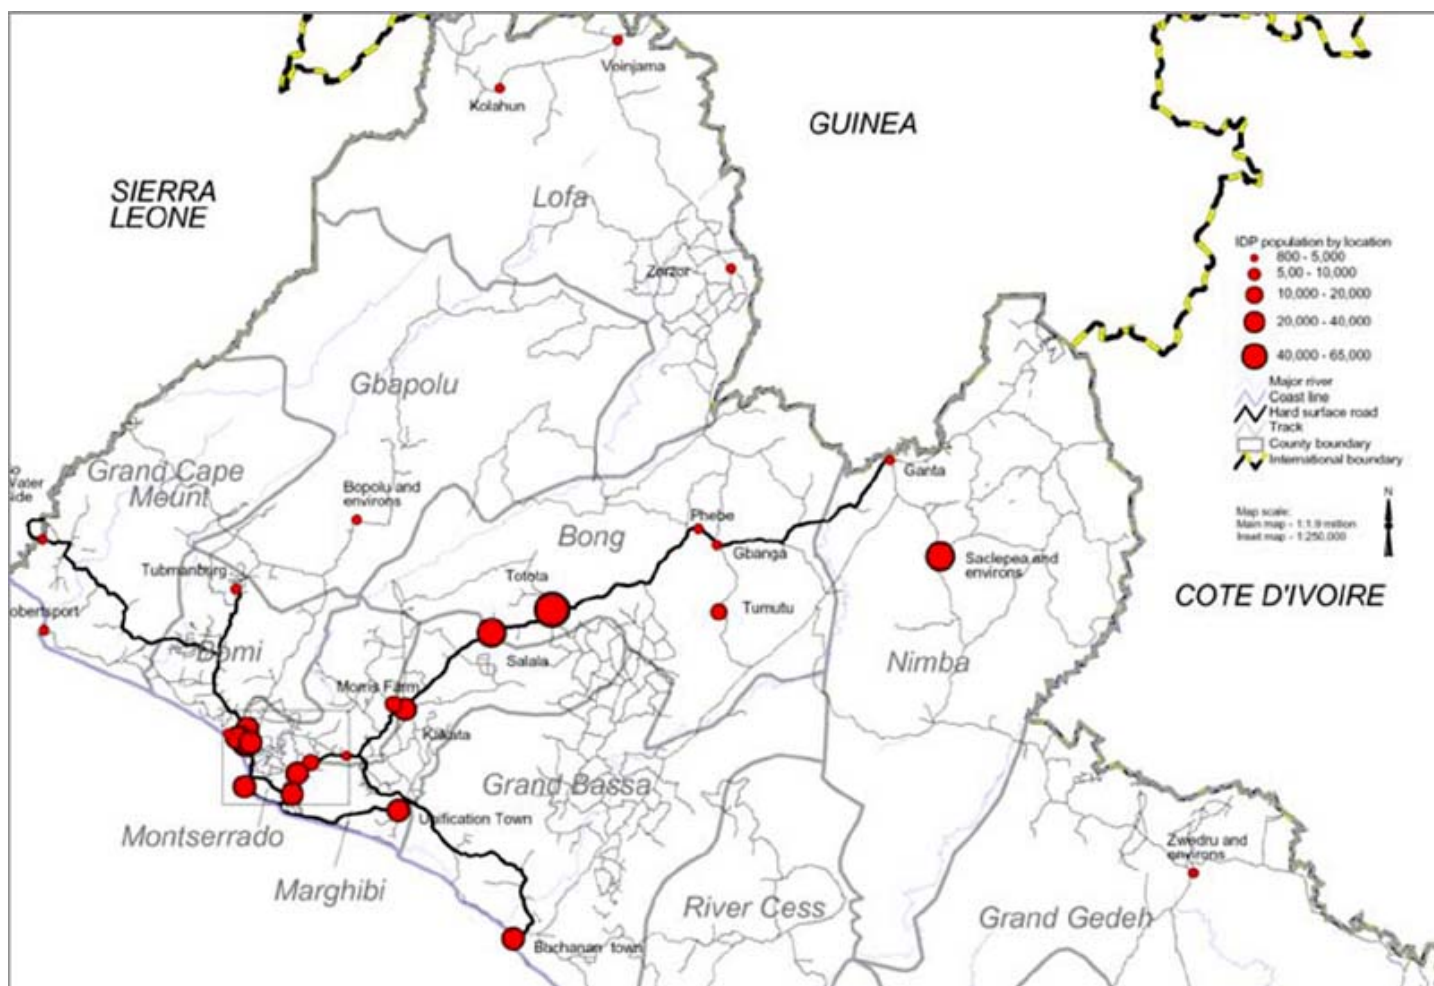 Voinjama
Kolahun
GUINEA
SIERRA
LEONE
Lofa
IDP population by location
800 - 5,000
5,00 - 10,000
Zorzor
10,000 - 20,000
20,000 - 40,000
40,000 - 65,000
Gbapolu
Major river
Coast line
Hard surface road
Track
County boundary
International boundary
Grand Cape
Mount
Ganta
Bopolu and
environs
N
Map scale:
Main map - 1:1.9 million
Inset map - 1:250.000
Phebe
Bong
Gbanga
Saclepea and
environs
Tubmanburg
Totota
COTE D'IVOIRE
obertsport
Tumutu
Bomi
Salala
Nimba
Morris Farm
Kakata
Grand Bassa
Unification Town
Montserrado
Zwedru and
environs
Marghibi
River Cess
Grand Gedeh
Buchanan town